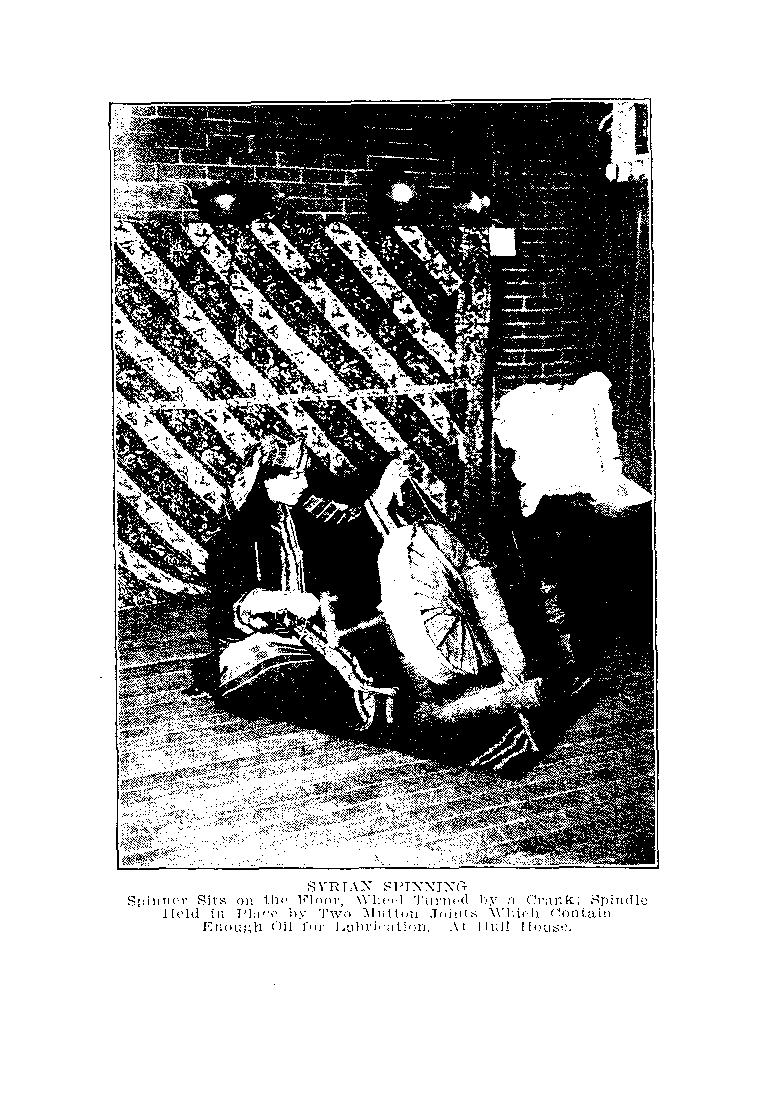 SYRIAN SPINNING
Spinner Sits on the Floor, Wheel Turned by a Crank; Spindle
Held in Place by Two Mutton Joints Which Contain
Enough Oil for Lubrication. At Hull House.